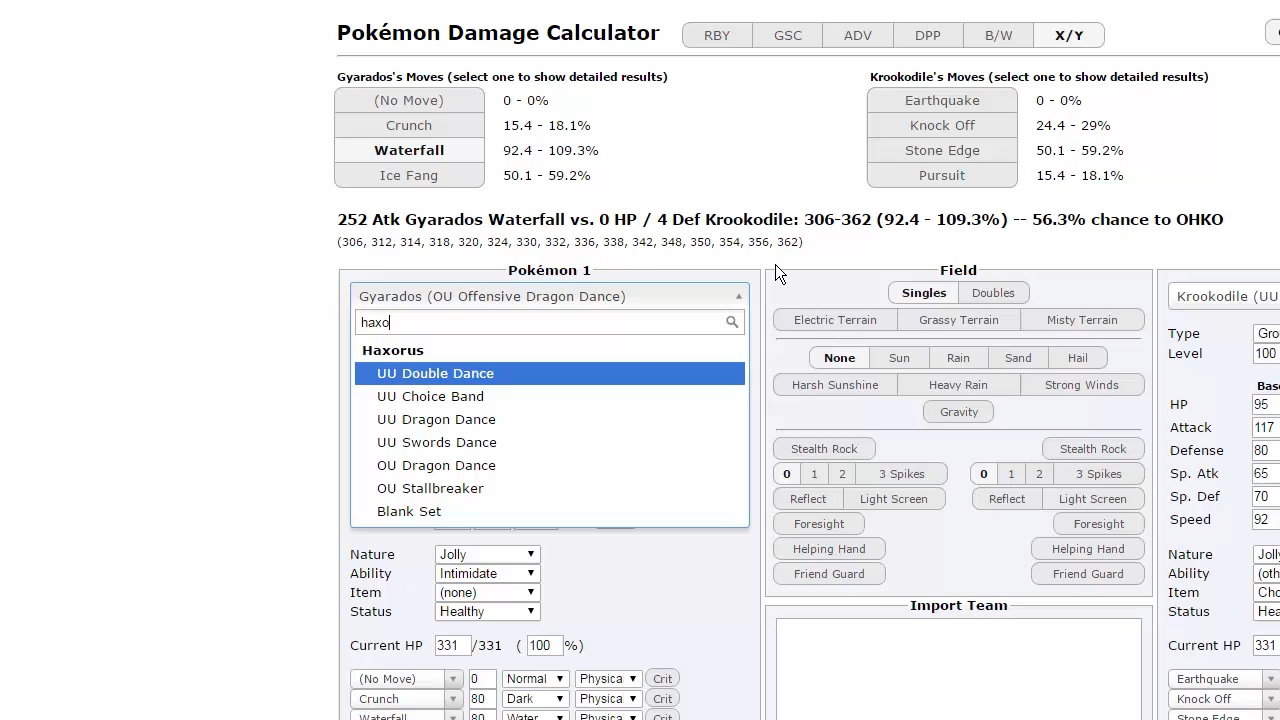 Pokémon Damage Calculator RBY GSC ADV DPP B/W X/Y
Gyarados's Moves (select one to show detailed results) Krookodile's Moves (select one to show detailed results)
(No Move) 0 - 0% Earthquake 0 - 0%
Crunch 15.4 - 18.1% Knock Off 24.4 - 29%
Waterfall 92.4 - 109.3% Stone Edge 50.1 - 59.2%
Ice Fang 50.1 - 59.2% Pursuit 15.4 - 18.1%
252 Atk Gyarados Waterfall vs. 0 HP / 4 Def Krookodile: 306-362 (92.4 - 109.3%) -- 56.3% chance to OHKO
(306, 312, 314, 318, 320, 324, 330, 332, 336, 338, 342, 348, 350, 354, 356, 362)
Pokémon 1
Gyarados (OU Offensive Dragon Dance)
haxo
Haxorus
UU Double Dance
UU Choice Band
UU Dragon Dance
UU Swords Dance
OU Dragon Dance
OU Stallbreaker
Blank Set
Nature Jolly
Ability Intimidate
Item (none)
Status Healthy
Current HP 331 /331 ( 100 %)
(No Move) 0 Normal Physica Crit
Crunch 80 Dark Physica Crit
Waterfall 80 Water Physica
Field
Singles Doubles
Electric Terrain Grassy Terrain Misty Terrain
None Sun Rain Sand Hail
Harsh Sunshine Heavy Rain Strong Winds
Gravity
Stealth Rock Stealth Rock
0 1 2 3 Spikes 0 1 2 3 Spikes
Reflect Light Screen Reflect Light Screen
Foresight Foresight
Helping Hand Helping Hand
Friend Guard Friend Guard
Import Team
Krookodile (UU
Type Gro
Level 100
Base
HP 95
Attack 117
Defense 80
Sp. Atk 65
Sp. Def 70
Speed 92
Nature Jolly
Ability (oth
Item Cho
Status Hea
Current HP 331
Earthquake
Knock Off
Stone Edge